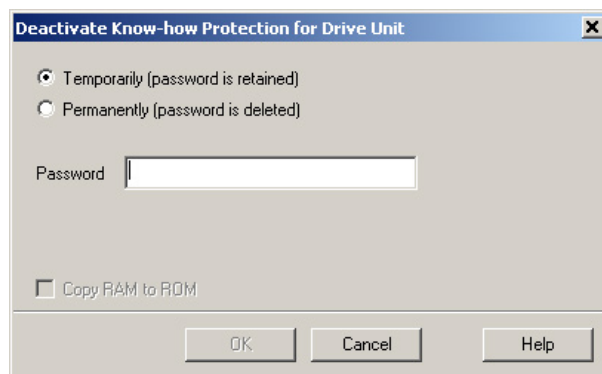 Deactivate Know-how Protection for Drive Unit
Temporarily (password is retained)
Permanently (password is deleted)
Password
Copy RAM to ROM
OK Cancel Help